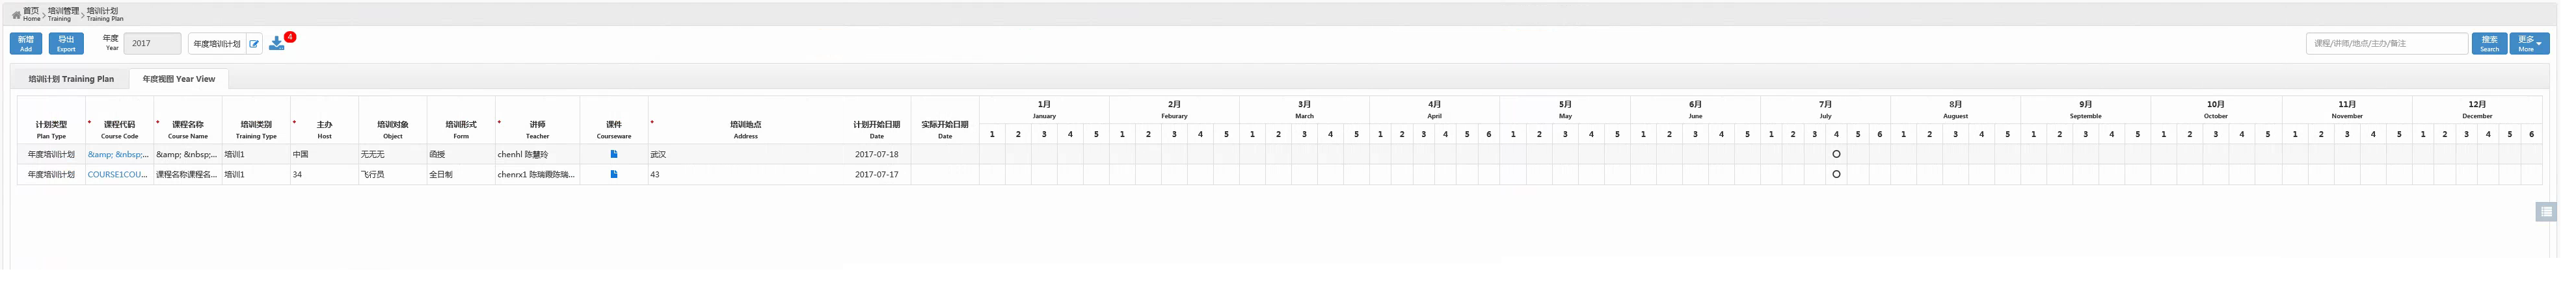 首页 培训管理 培训计划
Home Training Training Plan
新增 导出 年度 2017 年度培训计划 4 课程/讲师/地点/主办/备注 搜索 更多
Add Export Year Search More
培训计划 Training Plan 年度视图 Year View
1月 2月 3月 4月 5月 6月 7月 8月 9月 10月 11月 12月
January Feburary March April May June July Auguest Septemble October November December
计划类型 * 课程代码 * 课程名称 培训类别 * 主办 培训对象 培训形式 * 讲师 课件 * 培训地点 计划开始日期 实际开始日期
Plan Type Course Code Course Name Training Type Host Object Form Teacher Courseware Address Date Date
1 2 3 4 5 1 2 3 4 5 1 2 3 4 5 1 2 3 4 5 6 1 2 3 4 5 1 2 3 4 5 1 2 3 4 5 6 1 2 3 4 5 1 2 3 4 5 1 2 3 4 5 1 2 3 4 5 1 2 3 4 5 6
年度培训计划 &amp; &nbsp;... &amp; &nbsp;... 培训1 中国 无无无 函授 chenhl 陈慧玲 武汉 2017-07-18
年度培训计划 COURSE1COU... 课程名称课程名... 培训1 34 飞行员 全日制 chenrx1 陈瑞霞陈瑞... 43 2017-07-17